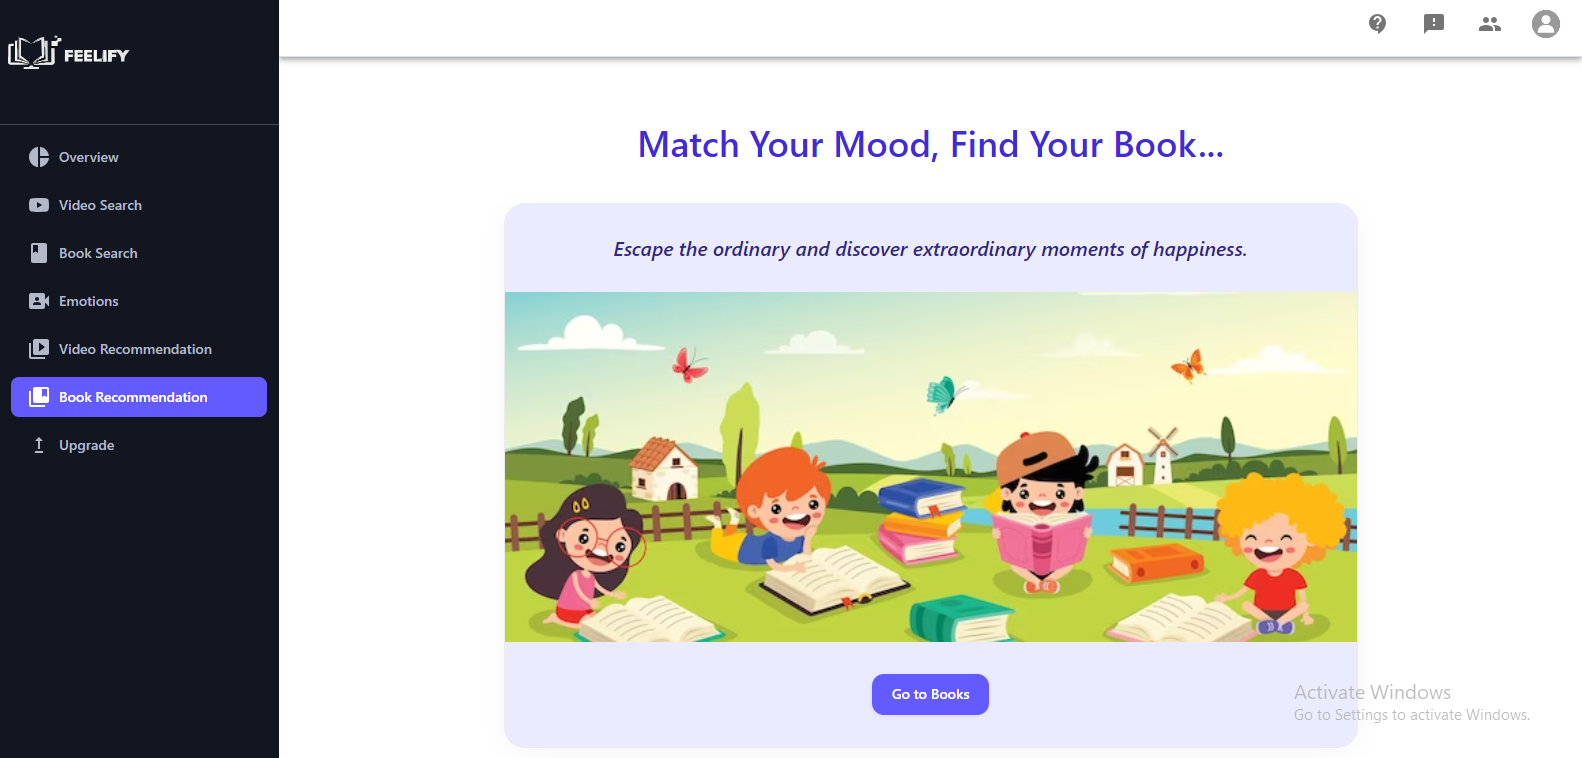 FEELIFY
Overview
Video Search
Book Search
Emotions
Video Recommendation
Book Recommendation
Upgrade
Match Your Mood, Find Your Book...
Escape the ordinary and discover extraordinary moments of happiness.
Go to Books
Activate Windows
Go to Settings to activate Windows.